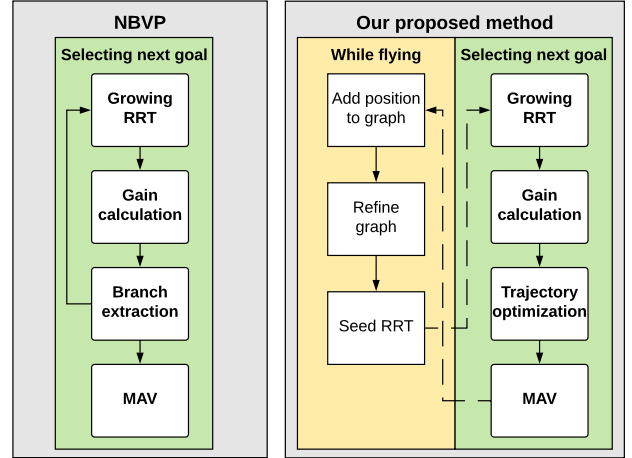 NBVP
Selecting next goal
Growing
RRT
Gain
calculation
Branch
extraction
MAV
Our proposed method
While flying
Add position
to graph
Refine
graph
Seed RRT
Selecting next goal
Growing
RRT
Gain
calculation
Trajectory
optimization
MAV